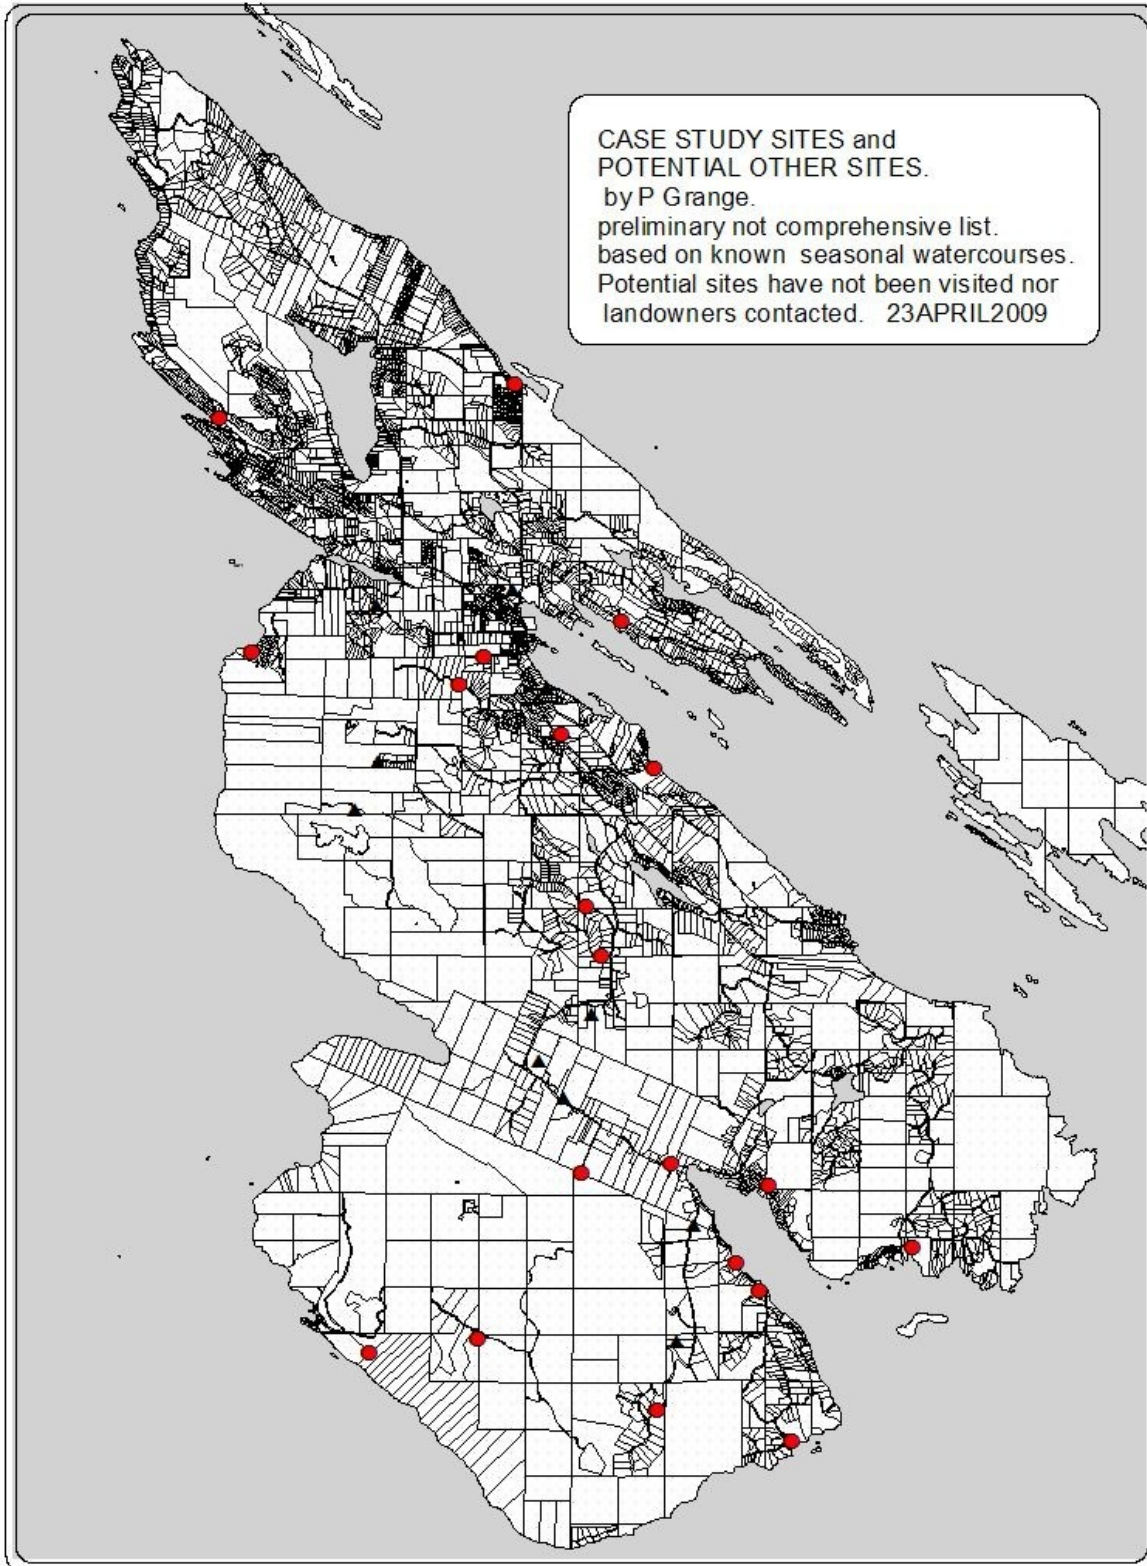 CASE STUDY SITES and
POTENTIAL OTHER SITES.
by P Grange.
preliminary not comprehensive list.
based on known seasonal watercourses.
Potential sites have not been visited nor
landowners contacted. 23APRIL2009